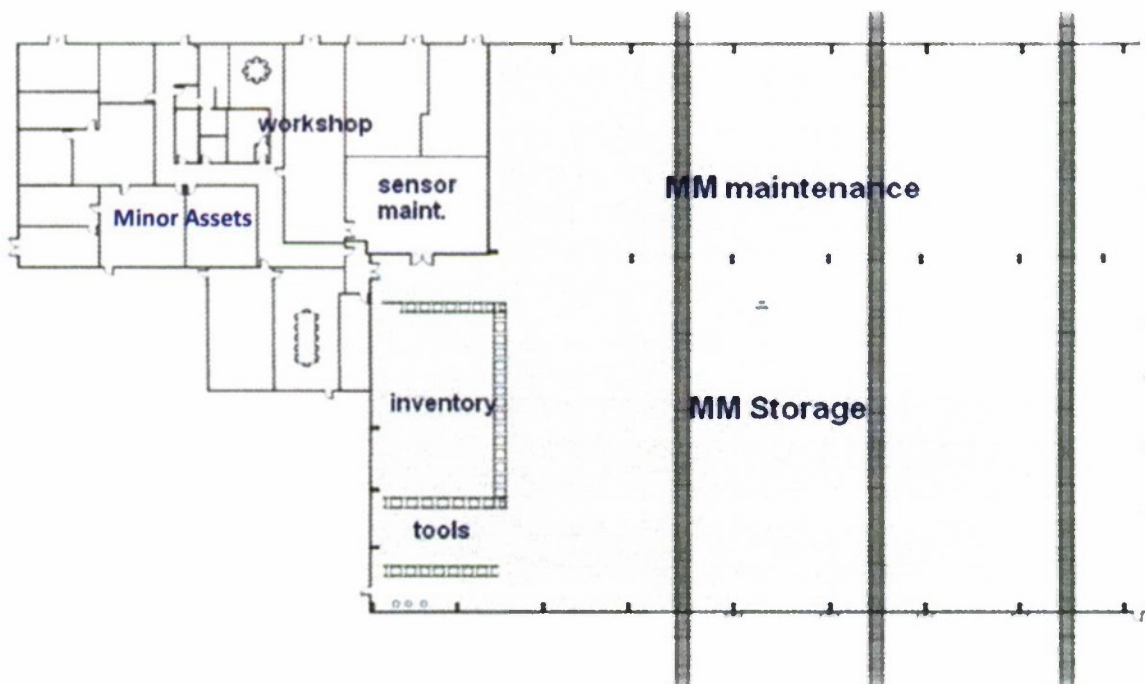 workshop
sensor
maint.
MM maintenance
Minor Assets
inventory
MM Storage
tools